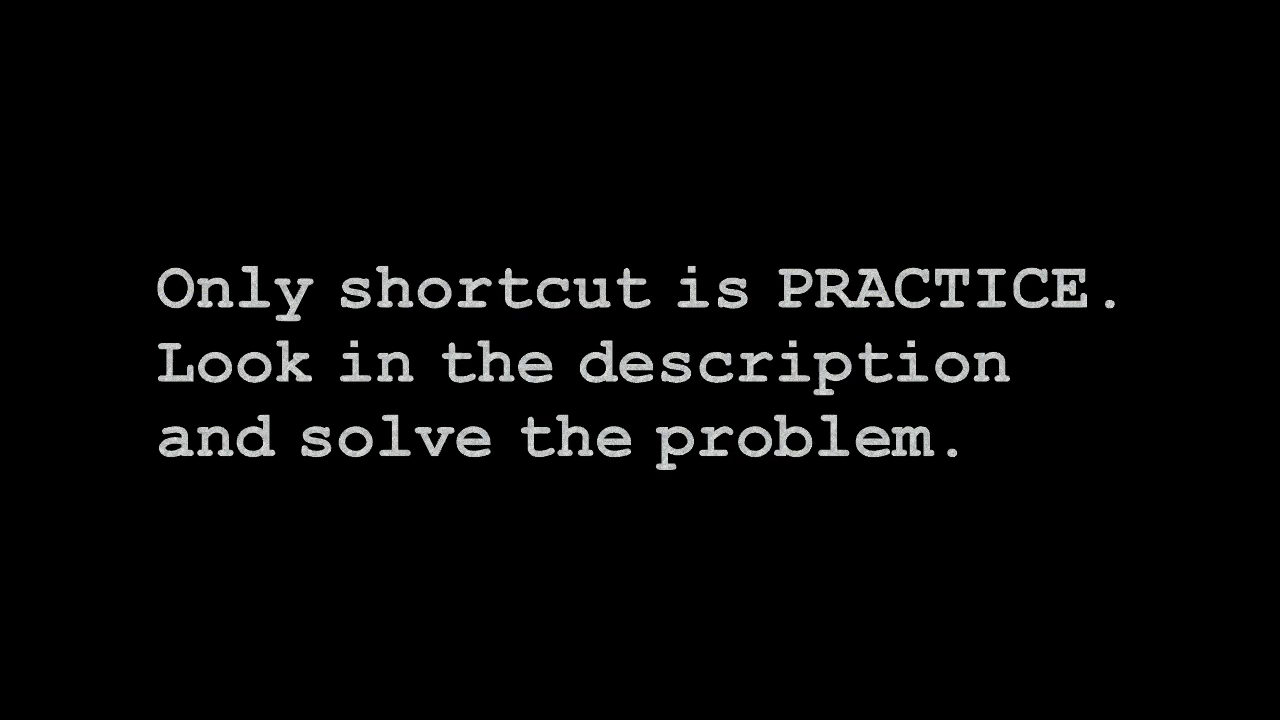 Only shortcut is PRACTICE.
Look in the description
and solve the problem.